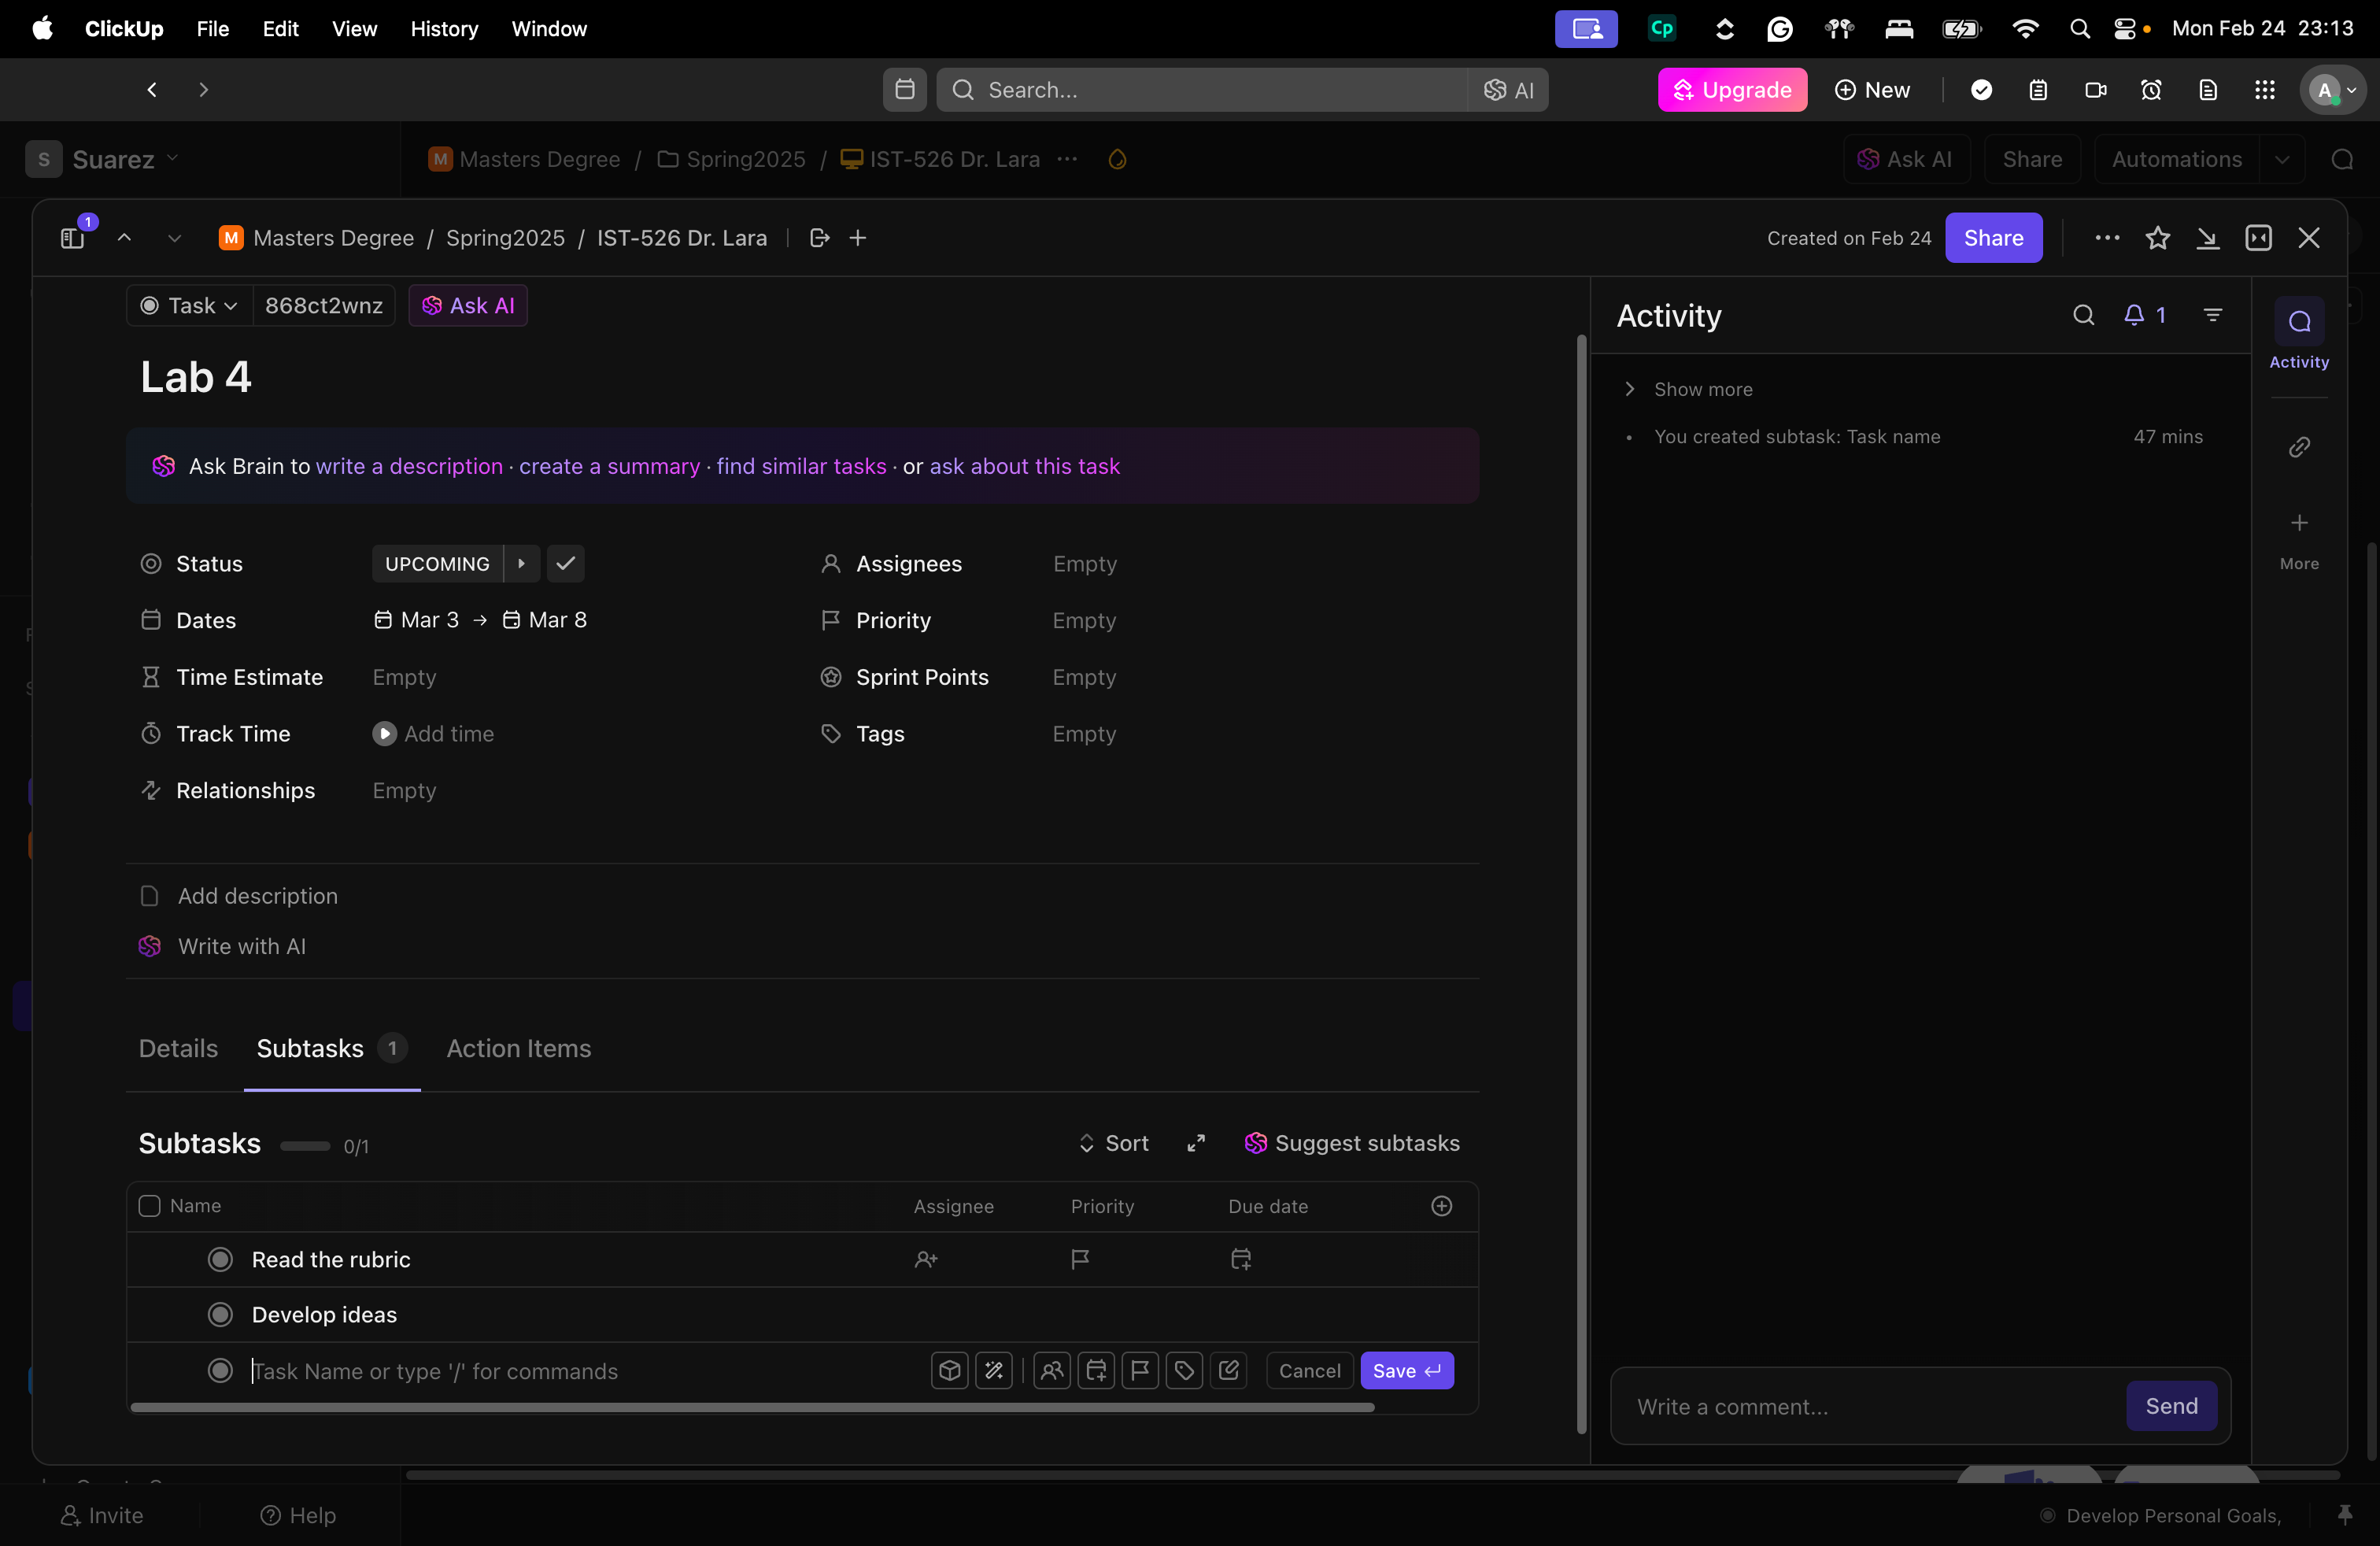 ClickUp File Edit View History Window Cp Mon Feb 24 23:13
Search... AI Upgrade New A
S Suarez M Masters Degree / Spring2025 / IST-526 Dr. Lara Ask AI Share Automations
1 M Masters Degree / Spring2025 / IST-526 Dr. Lara Created on Feb 24 Share
Task 868ct2wnz Ask AI
Lab 4
Ask Brain to write a description · create a summary · find similar tasks · or ask about this task
Status UPCOMING Assignees Empty
Dates Mar 3 → Mar 8 Priority Empty
Time Estimate Empty Sprint Points Empty
Track Time Add time Tags Empty
Relationships Empty
Add description
Write with AI
Details Subtasks 1 Action Items
Subtasks 0/1 Sort Suggest subtasks
Name Assignee Priority Due date
Read the rubric
Develop ideas
Task Name or type '/' for commands Cancel Save
Activity 1
Show more
• You created subtask: Task name 47 mins
Write a comment... Send
Activity
More
Invite Help Develop Personal Goals,